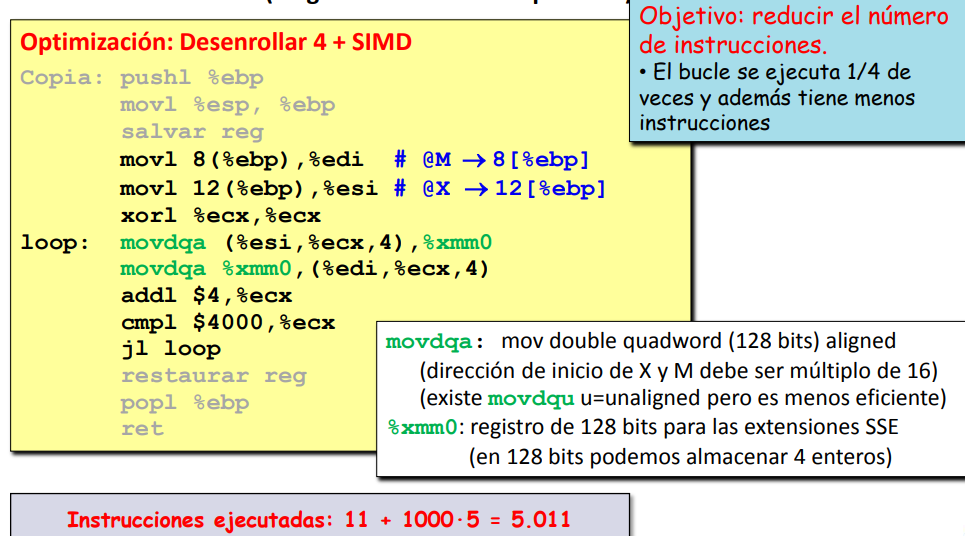 Objetivo: reducir el número
de instrucciones.
• El bucle se ejecuta 1/4 de
veces y además tiene menos
instrucciones
Optimización: Desenrollar 4 + SIMD
Copia: pushl %ebp
movl %esp, %ebp
salvar reg
movl 8(%ebp),%edi # @M → 8[%ebp]
movl 12(%ebp),%esi # @X → 12[%ebp]
xorl %ecx,%ecx
loop: movdqa (%esi,%ecx,4),%xmm0
movdqa %xmm0,(%edi,%ecx,4)
addl $4,%ecx
cmpl $4000,%ecx
jl loop
restaurar reg
popl %ebp
ret
movdqa: mov double quadword (128 bits) aligned
(dirección de inicio de X y M debe ser múltiplo de 16)
(existe movdqu u=unaligned pero es menos eficiente)
%xmm0: registro de 128 bits para las extensiones SSE
(en 128 bits podemos almacenar 4 enteros)
Instrucciones ejecutadas: 11 + 1000·5 = 5.011